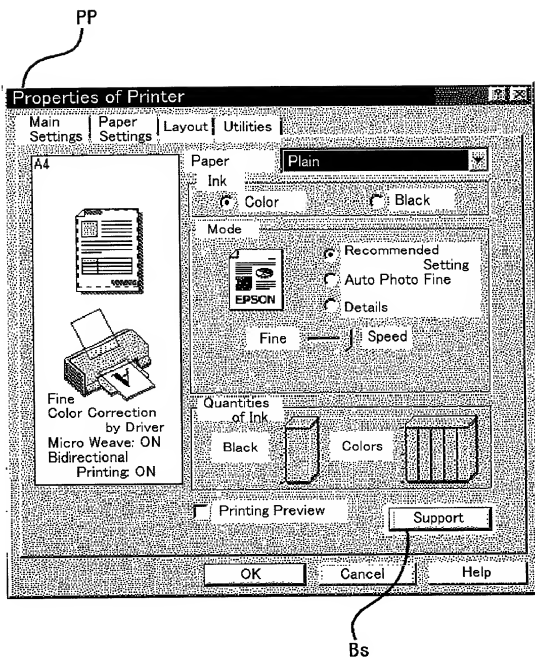 PP
Properties of Printer
Main
Settings
Paper
Settings
Layout
Utilities
A4
Fine
Color Correction
by Driver
Micro Weave: ON
Bidirectional
Printing: ON
Paper
Plain
Ink
Color
Black
Mode
EPSON
Recommended
Setting
Auto Photo Fine
Details
Fine
Speed
Quantities
of Ink
Black
Colors
Printing Preview
Support
OK
Cancel
Help
Bs